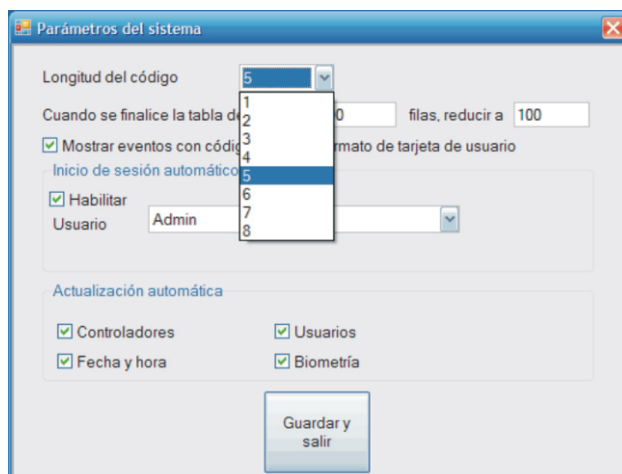 Parámetros del sistema
Longitud del código 5
1
2
3
4
5
6
7
8
Cuando se finalice la tabla de 0 filas, reducir a 100
Mostrar eventos con códig rmato de tarjeta de usuario
Inicio de sesión automático
Habilitar
Usuario Admin
Actualización automática
Controladores Usuarios
Fecha y hora Biometría
Guardar y
salir